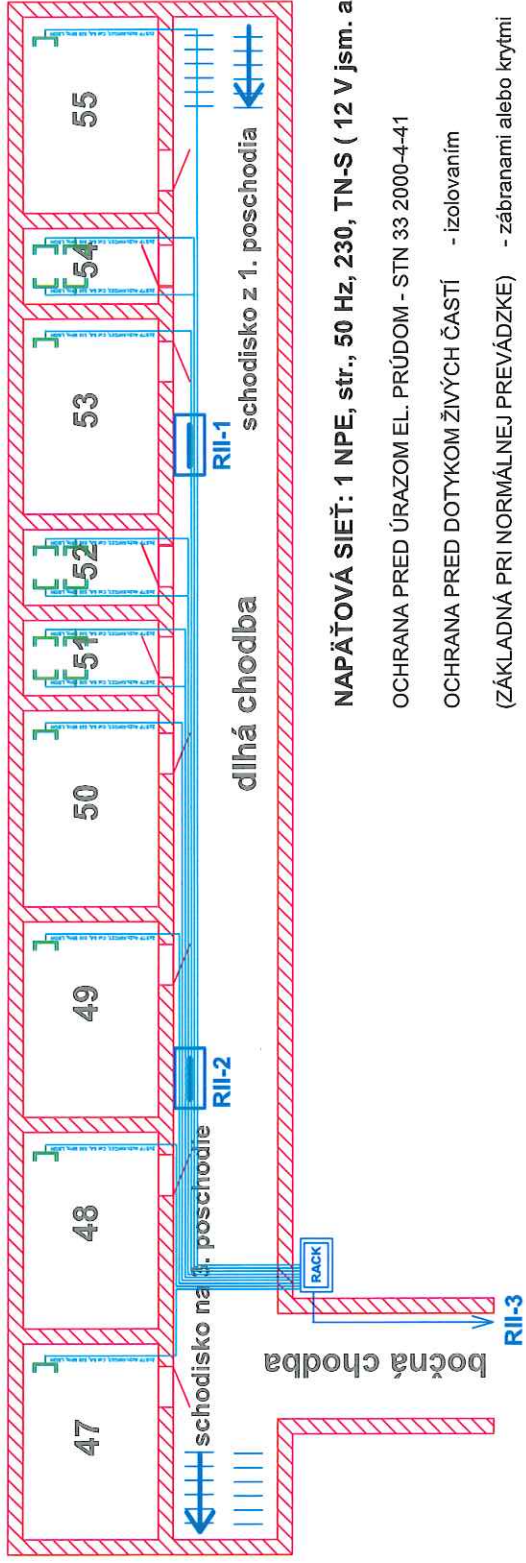 47
48
49
50
51
52
53
54
55
schodisko na 3. poschodie
RII-2
RII-1
schodisko z 1. poschodia
dlhá chodba
RACK
bočná chodba
RII-3
NAPÄŤOVÁ SIEŤ: 1 NPE, str., 50 Hz, 230, TN-S ( 12 V jsm. a
OCHRANA PRED ÚRAZOM EL. PRÚDOM - STN 33 2000-4-41
OCHRANA PRED DOTYKOM ŽIVÝCH ČASTÍ - izolovaním
(ZÁKLADNÁ PRI NORMÁLNEJ PREVÁDZKE) - zábranami alebo krytmi